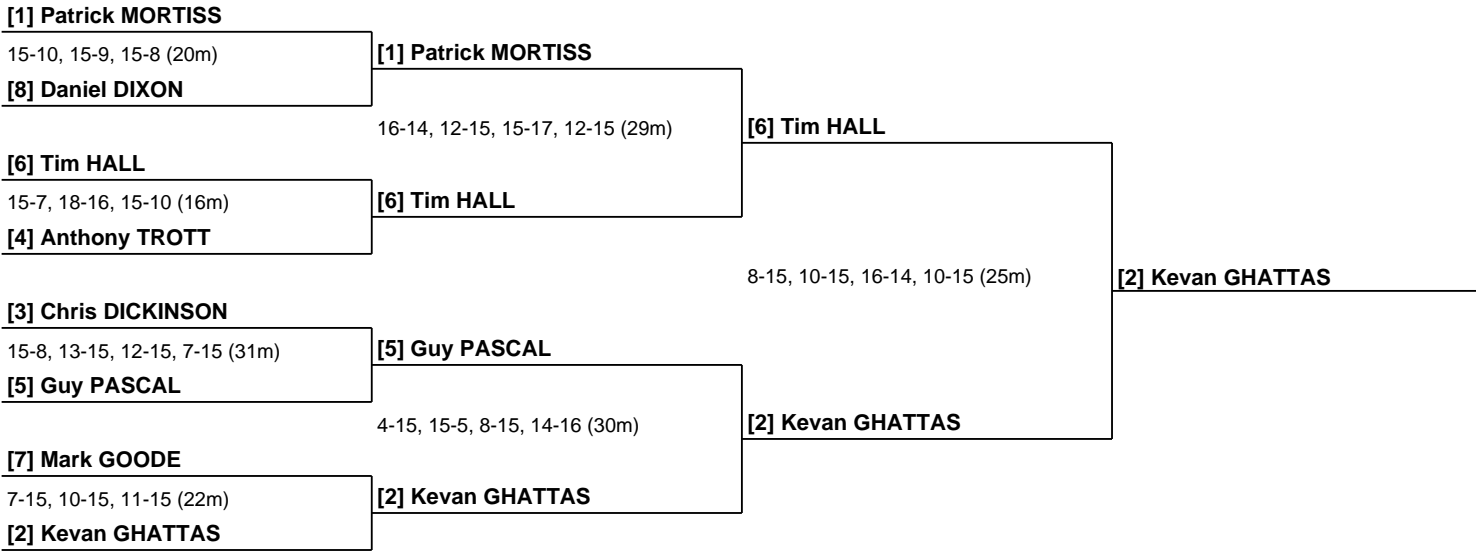 [1] Patrick MORTISS
15-10, 15-9, 15-8 (20m)
[8] Daniel DIXON
[6] Tim HALL
15-7, 18-16, 15-10 (16m)
[4] Anthony TROTT
[3] Chris DICKINSON
15-8, 13-15, 12-15, 7-15 (31m)
[5] Guy PASCAL
[7] Mark GOODE
7-15, 10-15, 11-15 (22m)
[2] Kevan GHATTAS
[1] Patrick MORTISS
16-14, 12-15, 15-17, 12-15 (29m)
[6] Tim HALL
[5] Guy PASCAL
4-15, 15-5, 8-15, 14-16 (30m)
[2] Kevan GHATTAS
[6] Tim HALL
8-15, 10-15, 16-14, 10-15 (25m)
[2] Kevan GHATTAS
[2] Kevan GHATTAS